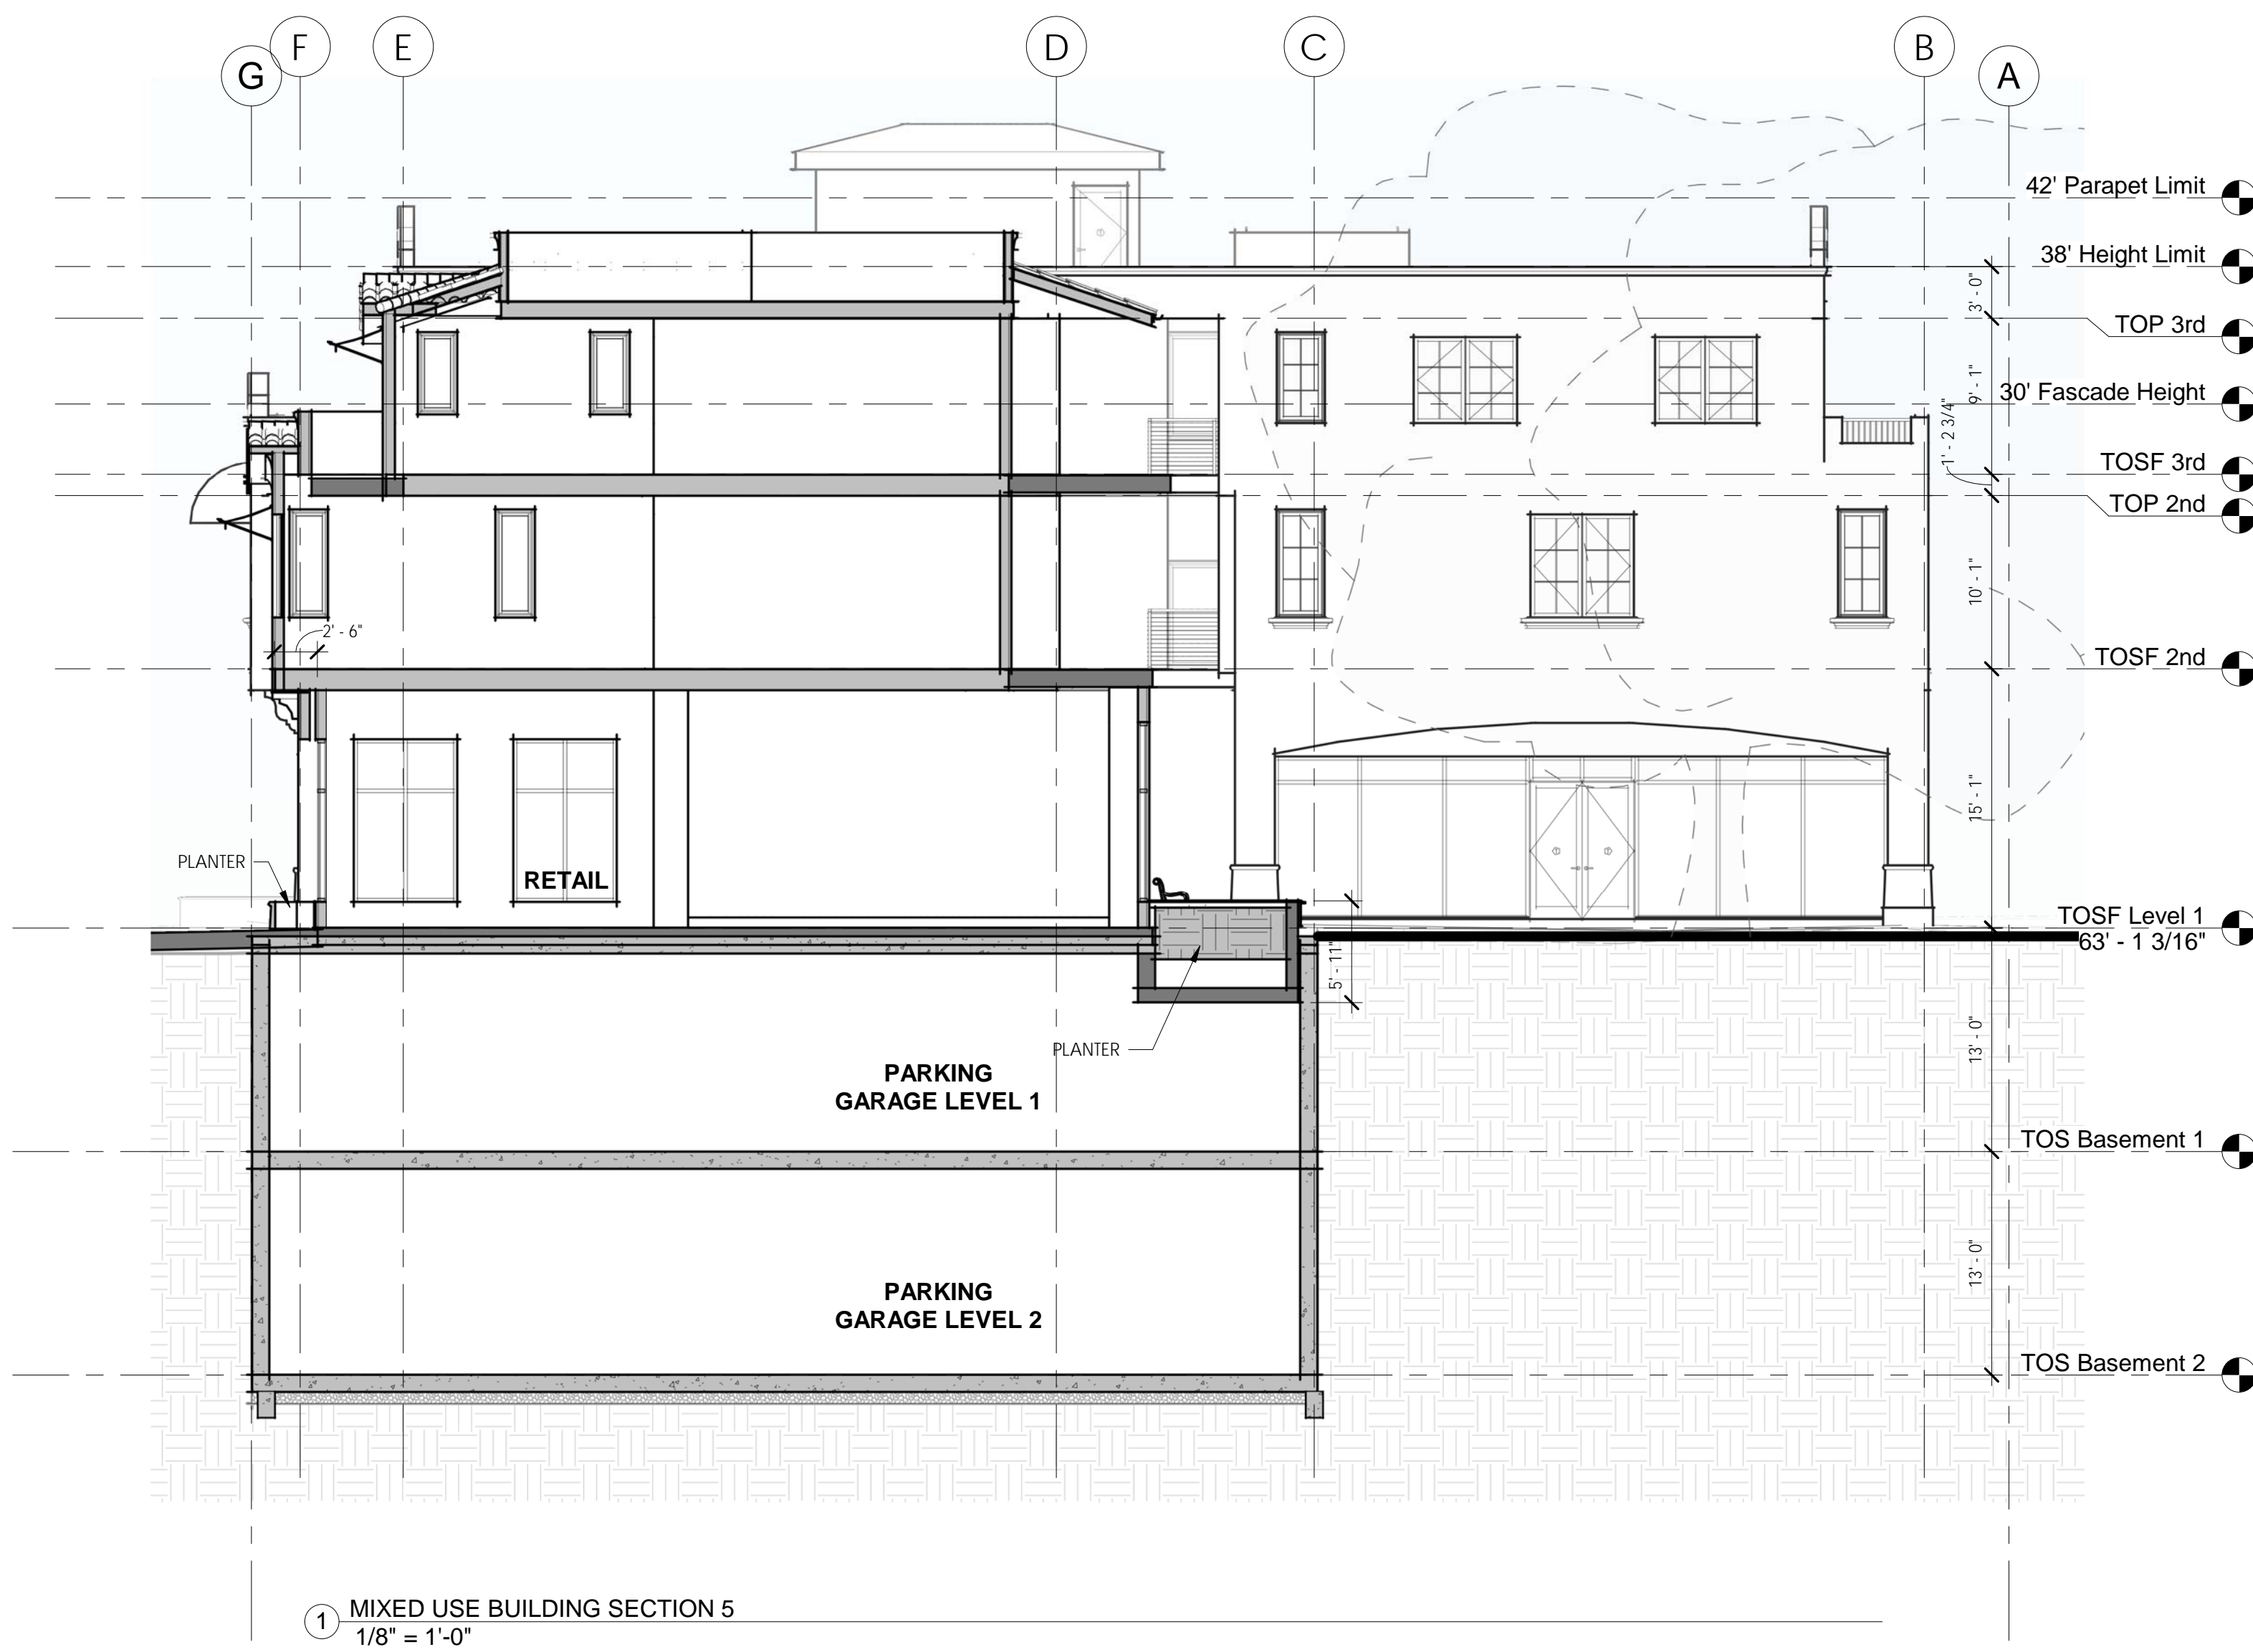 G
F
E
D
C
B
A
42' Parapet Limit
38' Height Limit
3' - 0"
TOP 3rd
9' - 1"
30' Fascade Height
1' - 2 3/4"
TOSF 3rd
TOP 2nd
10' - 1"
2' - 6"
TOSF 2nd
15' - 1"
PLANTER
RETAIL
TOSF Level 1
63' - 1 3/16"
5' - 11"
13' - 0"
PLANTER
PARKING
GARAGE LEVEL 1
TOS Basement 1
13' - 0"
PARKING
GARAGE LEVEL 2
TOS Basement 2
1
MIXED USE BUILDING SECTION 5
1/8" = 1'-0"